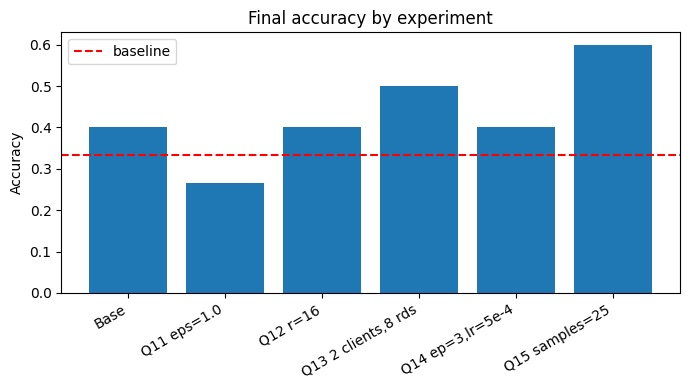 Final accuracy by experiment
baseline
Accuracy
0.6
0.5
0.4
0.3
0.2
0.1
0.0
Base
Q11 eps=1.0
Q12 r=16
Q13 2 clients,8 rds
Q14 ep=3,lr=5e-4
Q15 samples=25